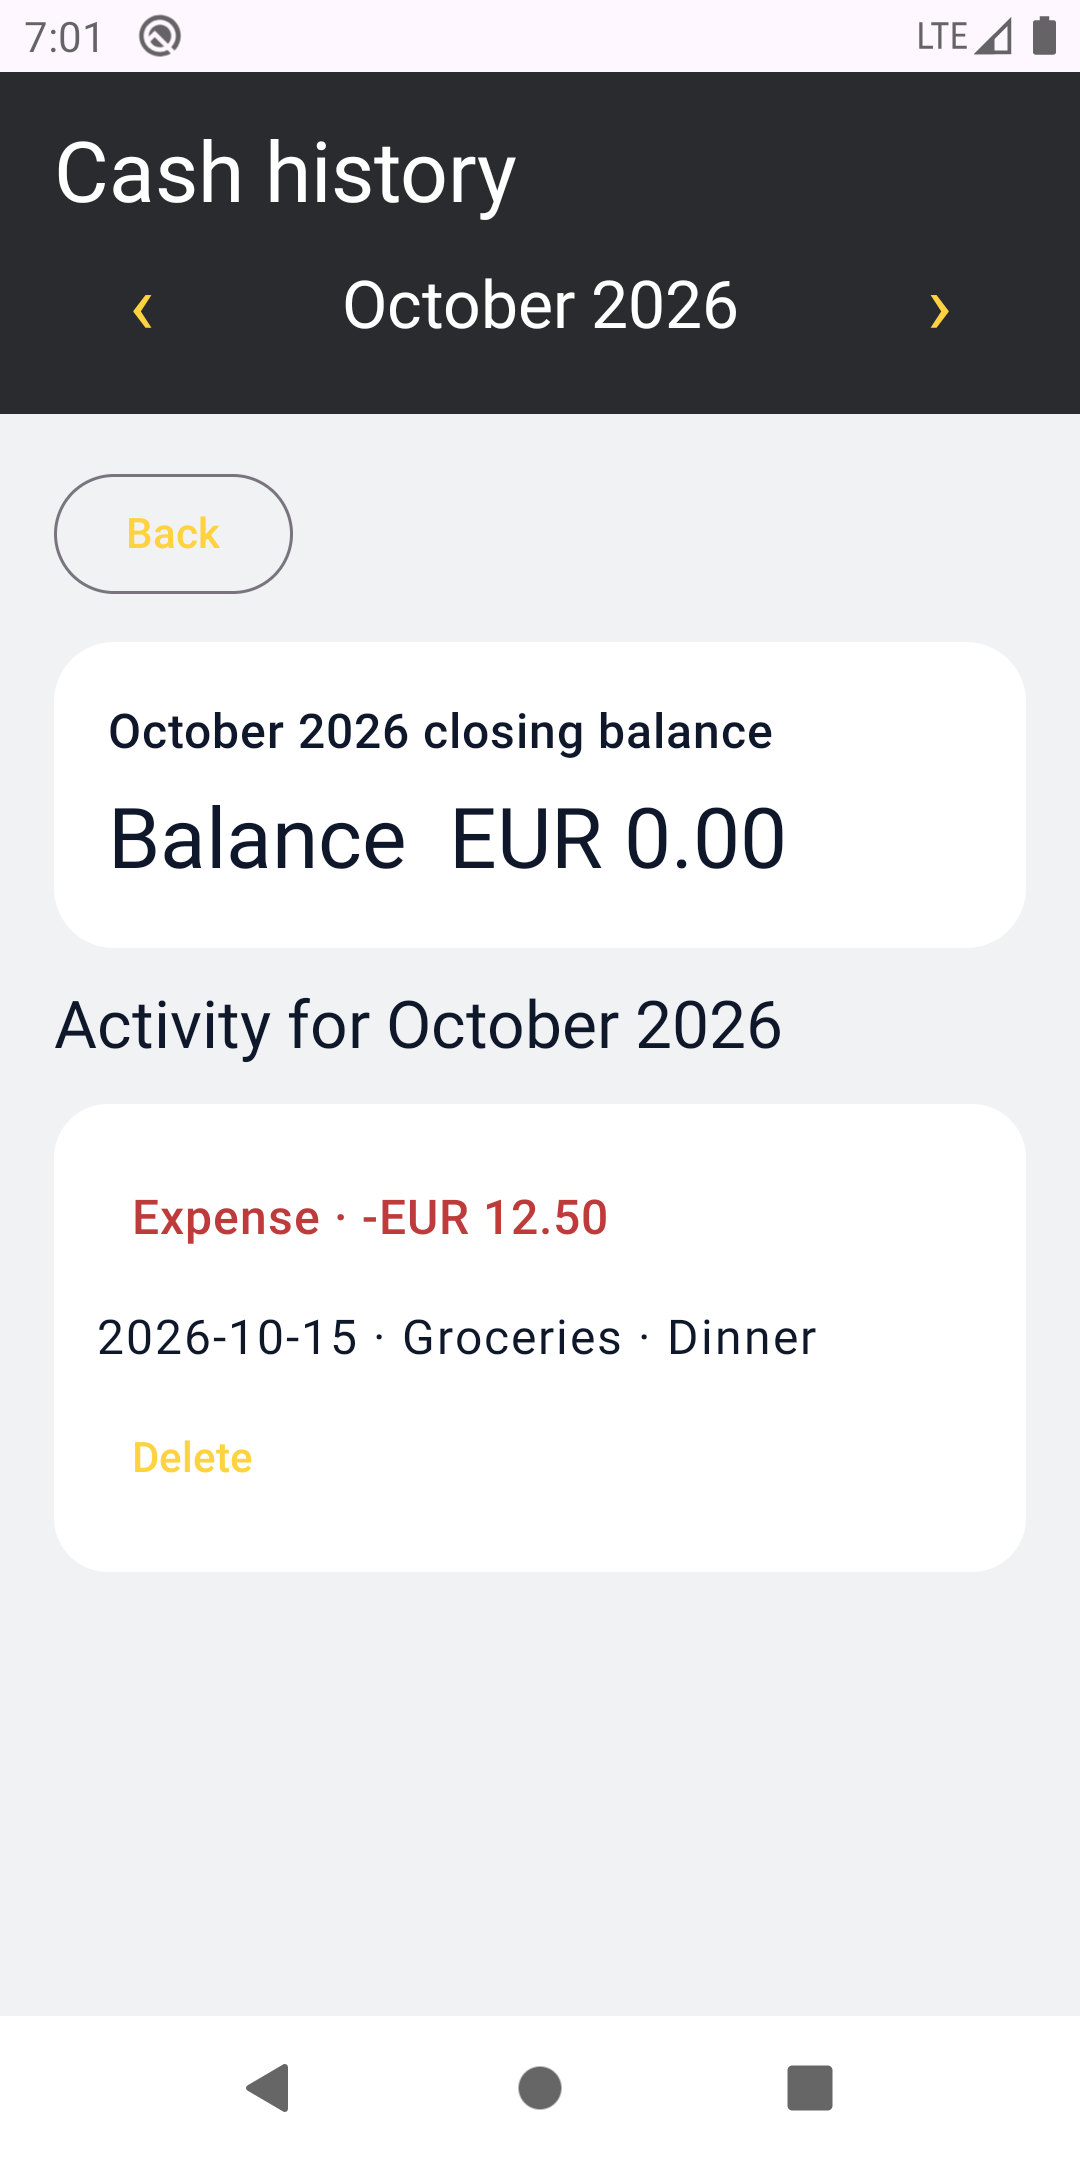 7:01 LTE
Cash history
‹ October 2026 ›
Back
October 2026 closing balance
Balance EUR 0.00
Activity for October 2026
Expense · -EUR 12.50
2026-10-15 · Groceries · Dinner
Delete